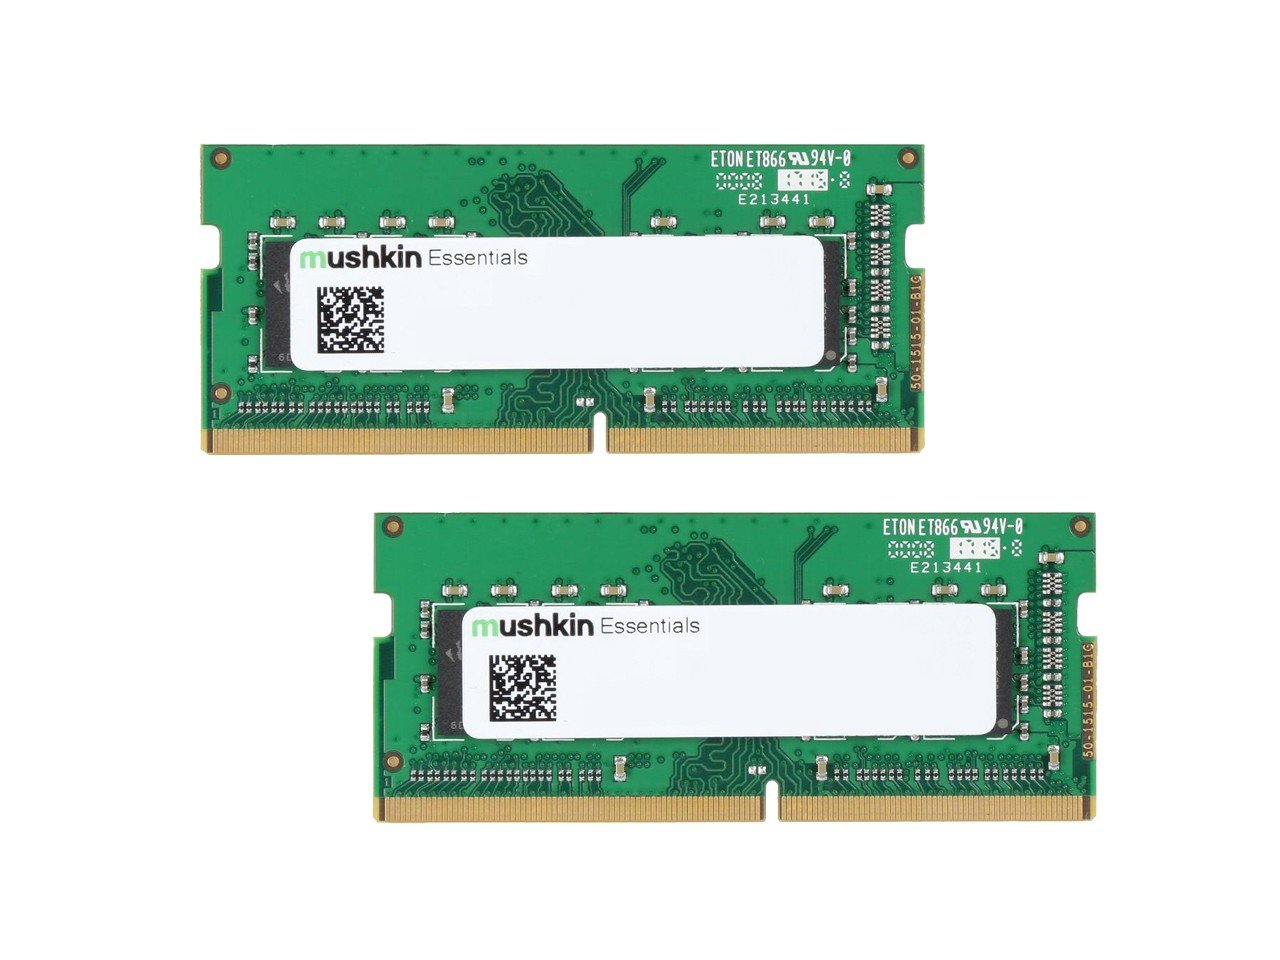 ETON ET866 94V-0
E213441
mushkin Essentials
50-1515-01-B1G
ETON ET866 94V-0
E213441
mushkin Essentials
50-1515-01-B1G